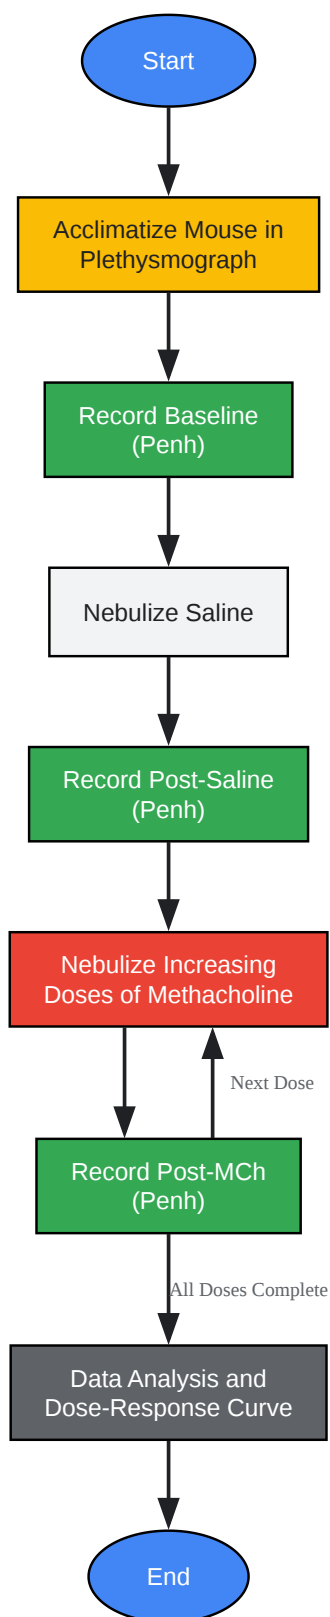 Start
Acclimatize Mouse in
Plethysmograph
Record Baseline
(Penh)
Nebulize Saline
Record Post-Saline
(Penh)
Nebulize Increasing
Doses of Methacholine
Next Dose
Record Post-MCh
(Penh)
All Doses Complete
Data Analysis and
Dose-Response Curve
End